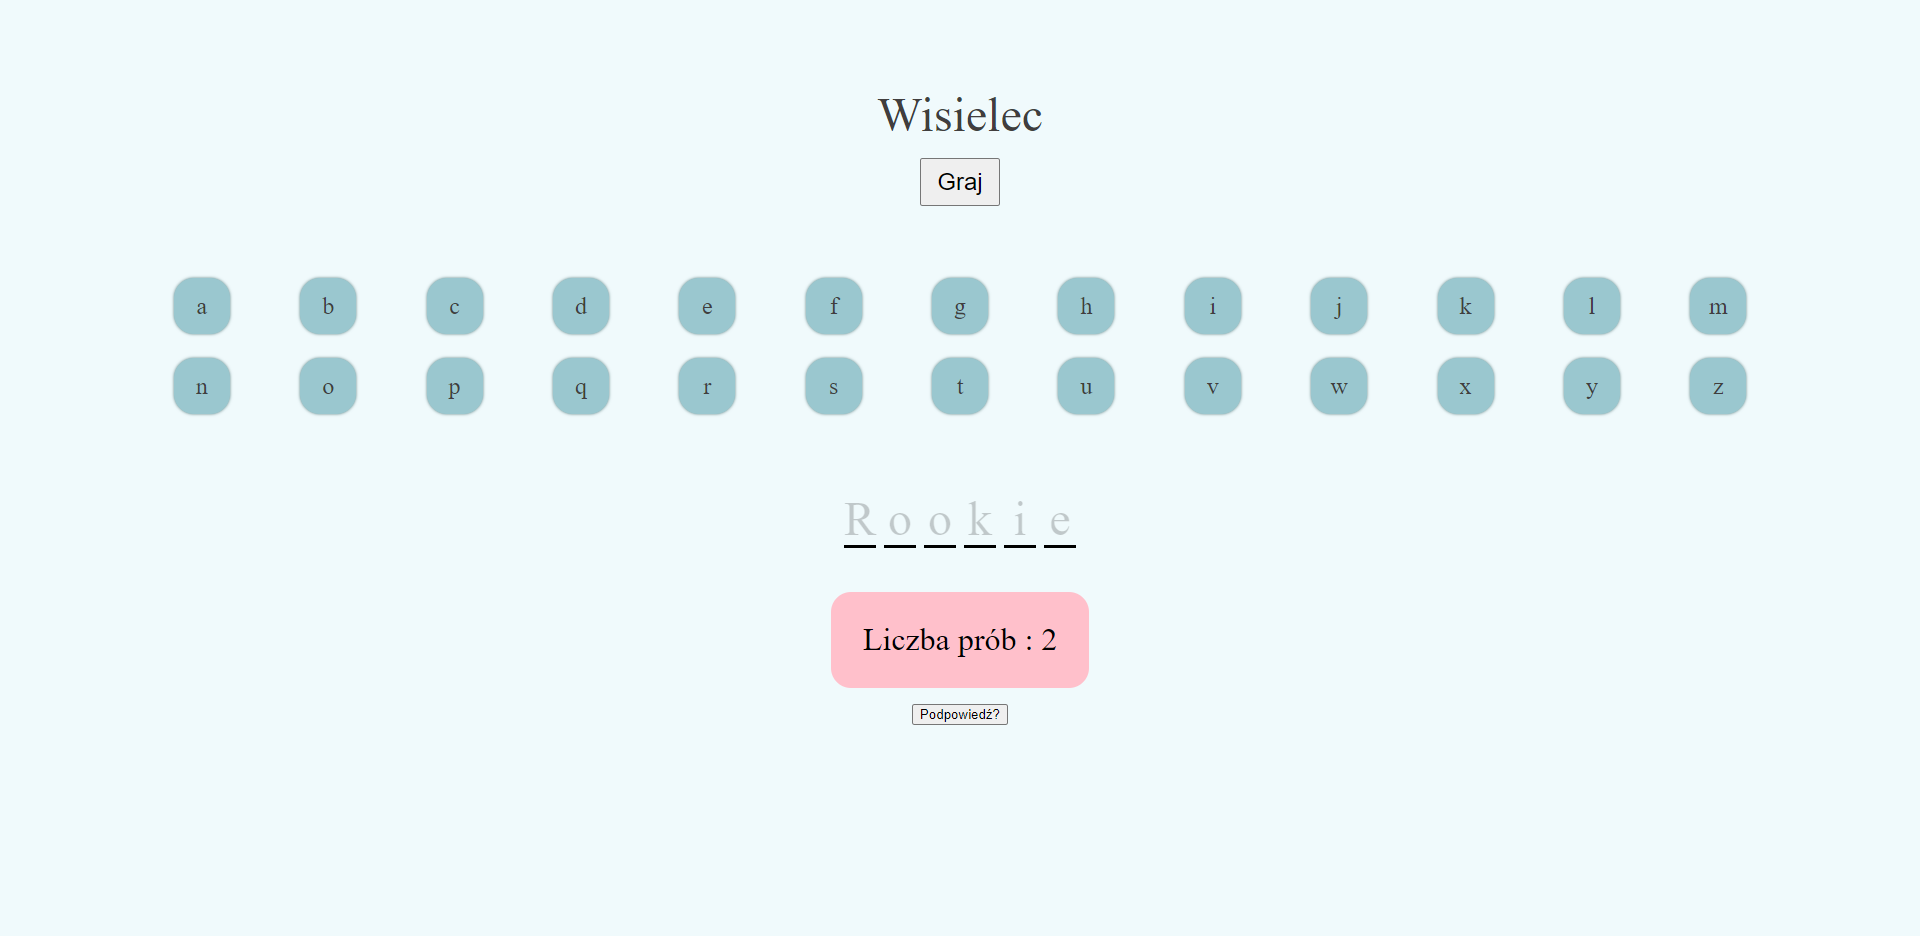 Wisielec
Graj
a b c d e f g h i j k l m
n o p q r s t u v w x y z
R o o k i e
Liczba prób : 2
Podpowiedź?